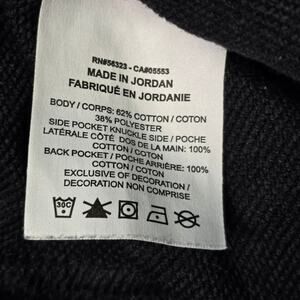 RN#56323 - CA#05553
MADE IN JORDAN
FABRIQUÉ EN JORDANIE
BODY / CORPS: 62% COTTON / COTON
38% POLYESTER
SIDE POCKET KNUCKLE SIDE / POCHE
LATÉRALE CÔTÉ DOS DE LA MAIN: 100%
COTTON / COTON
BACK POCKET / POCHE ARRIÈRE: 100%
COTTON / COTON
EXCLUSIVE OF DECORATION /
DECORATION NON COMPRISE
30C